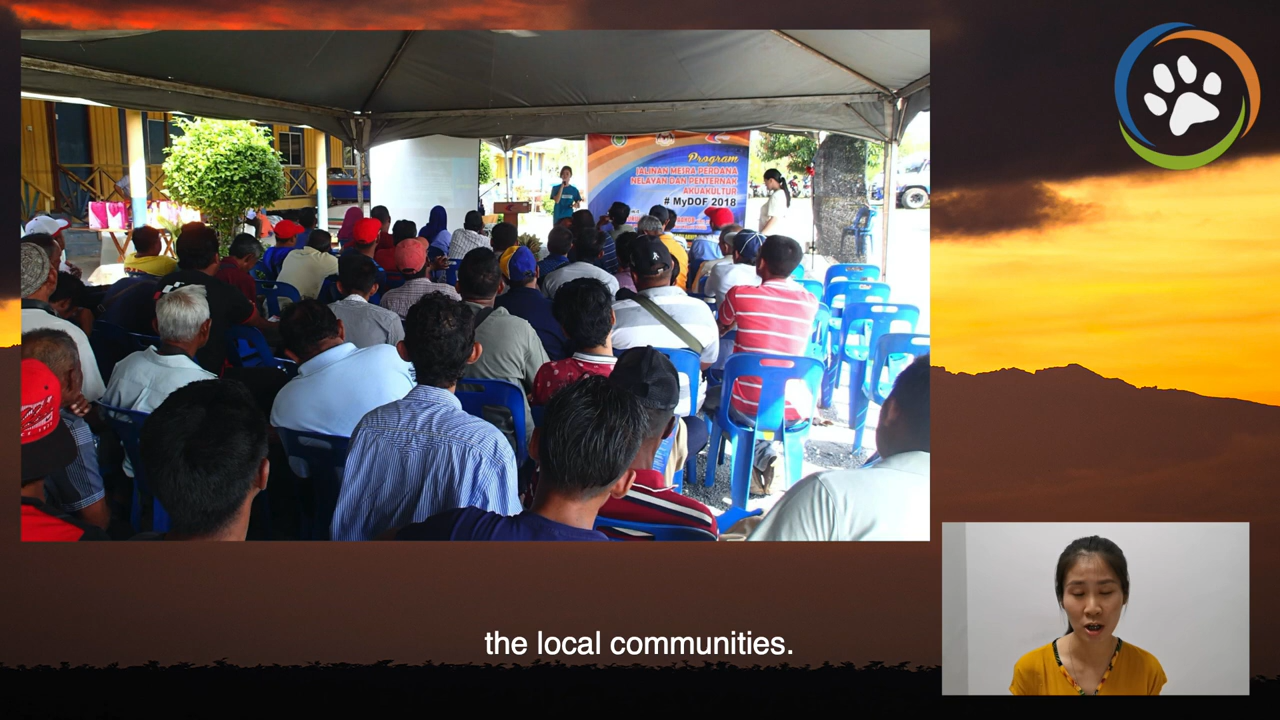 Program
JALINAN MESRA PERDANA
NELAYAN DAN PENTERNAK
AKUAKULTUR
# MyDOF 2018
the local communities.